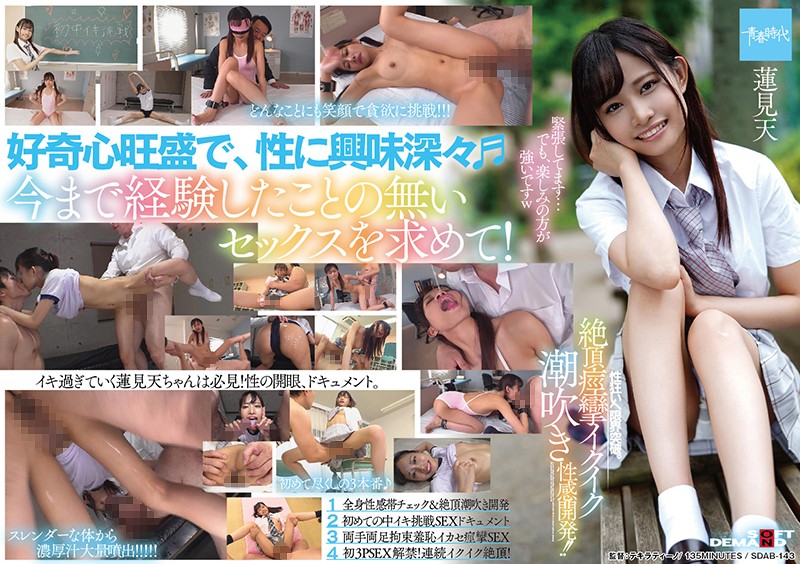 初中イキ挑戦
どんなことにも笑顔で貪欲に挑戦!!!
好奇心旺盛で、性に興味深々♬
今まで経験したことの無い
セックスを求めて!
イキ過ぎていく蓮見天ちゃんは必見!性の開眼、ドキュメント。
初めて尽くしの3本番♪
スレンダーな体から
濃厚汁大量噴出!!!!!
1 全身性感帯チェック&絶頂潮吹き開発
2 初めての中イキ挑戦SEXドキュメント
3 両手両足拘束羞恥イカセ痙攣SEX
4 初3PSEX解禁!連続イクイク絶頂!
青春時代
蓮見天
緊張してます…
でも、楽しみの方が
強いですw
絶頂痙攣イクイク
潮吹き性感開発!!
SOFT ON DEMAND
監督:テキラティーノ/135MINUTES/SDAB-143